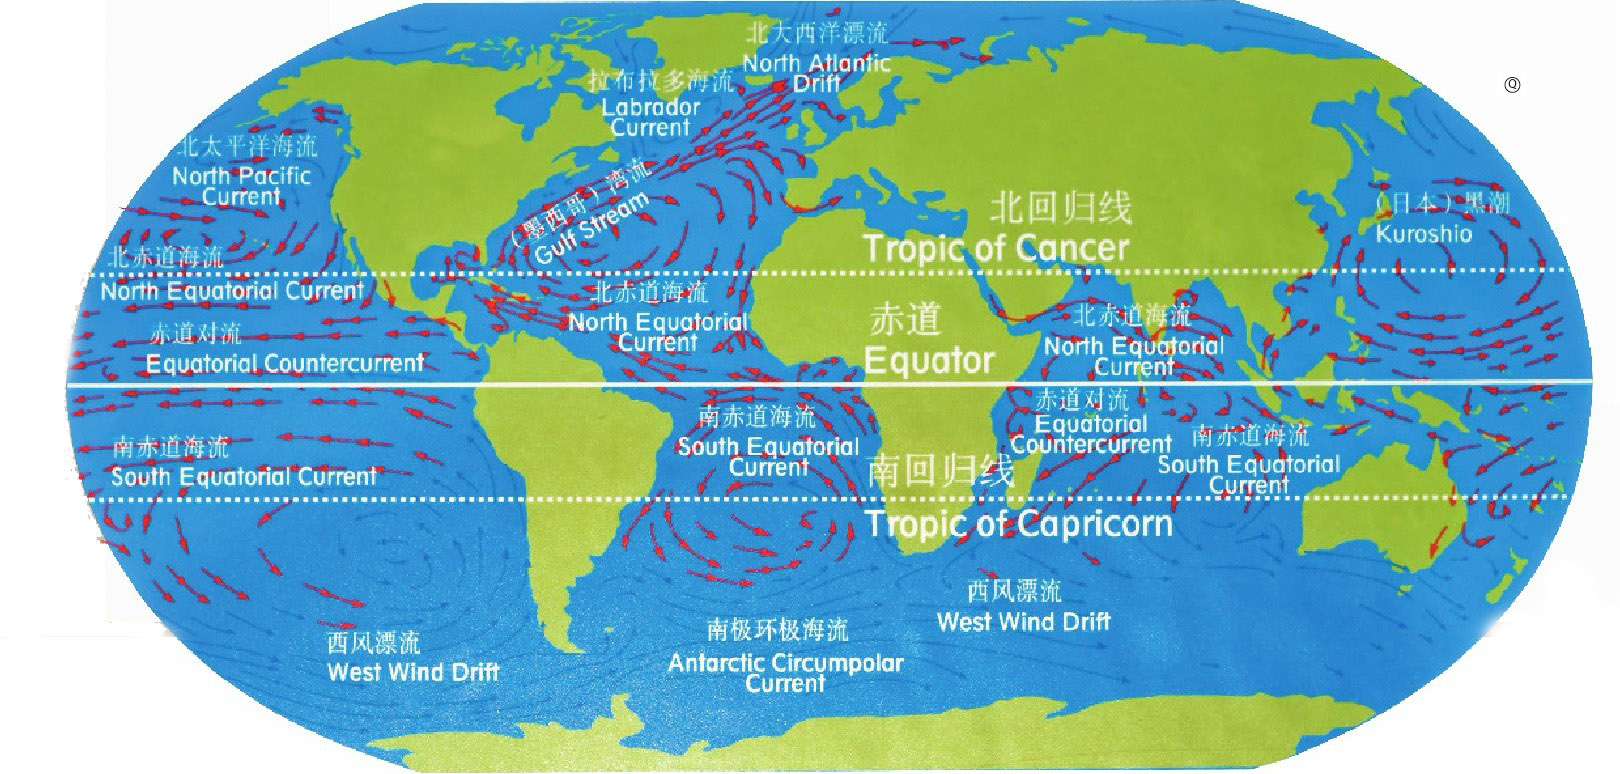 北大西洋漂流
North Atlantic
Drift
拉布拉多海流
Labrador
Current
北太平洋海流
North Pacific
Current
（墨西哥）湾流
Gulf Stream
（日本）黑潮
Kuroshio
北回归线
Tropic of Cancer
北赤道海流
North Equatorial Current
北赤道海流
North Equatorial
Current
赤道
Equator
北赤道海流
North Equatorial
Current
赤道对流
Equatorial Countercurrent
南赤道海流
South Equatorial
Current
赤道对流
Equatorial
Countercurrent
南赤道海流
South Equatorial
Current
南赤道海流
South Equatorial Current
南回归线
Tropic of Capricorn
西风漂流
West Wind Drift
西风漂流
West Wind Drift
南极环极海流
Antarctic Circumpolar
Current